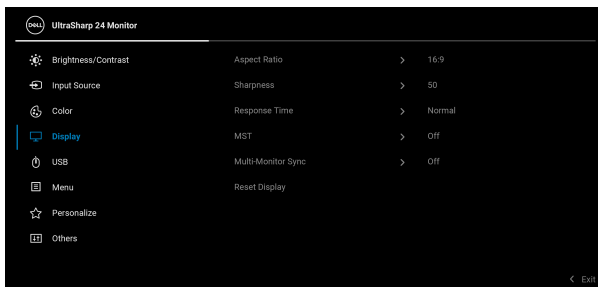 DELL UltraSharp 24 Monitor
Brightness/Contrast Aspect Ratio > 16:9
Input Source Sharpness > 50
Color Response Time > Normal
Display MST > Off
USB Multi-Monitor Sync > Off
Menu Reset Display
Personalize
Others
< Exit